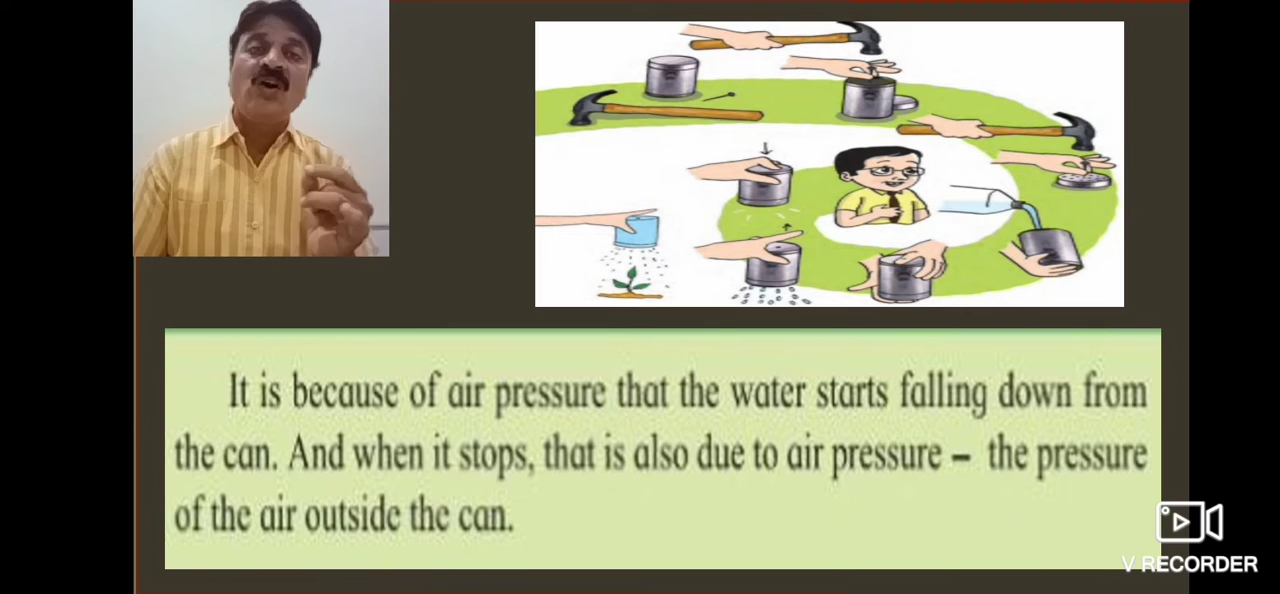 It is because of air pressure that the water starts falling down from
the can. And when it stops, that is also due to air pressure – the pressure
of the air outside the can.
V RECORDER